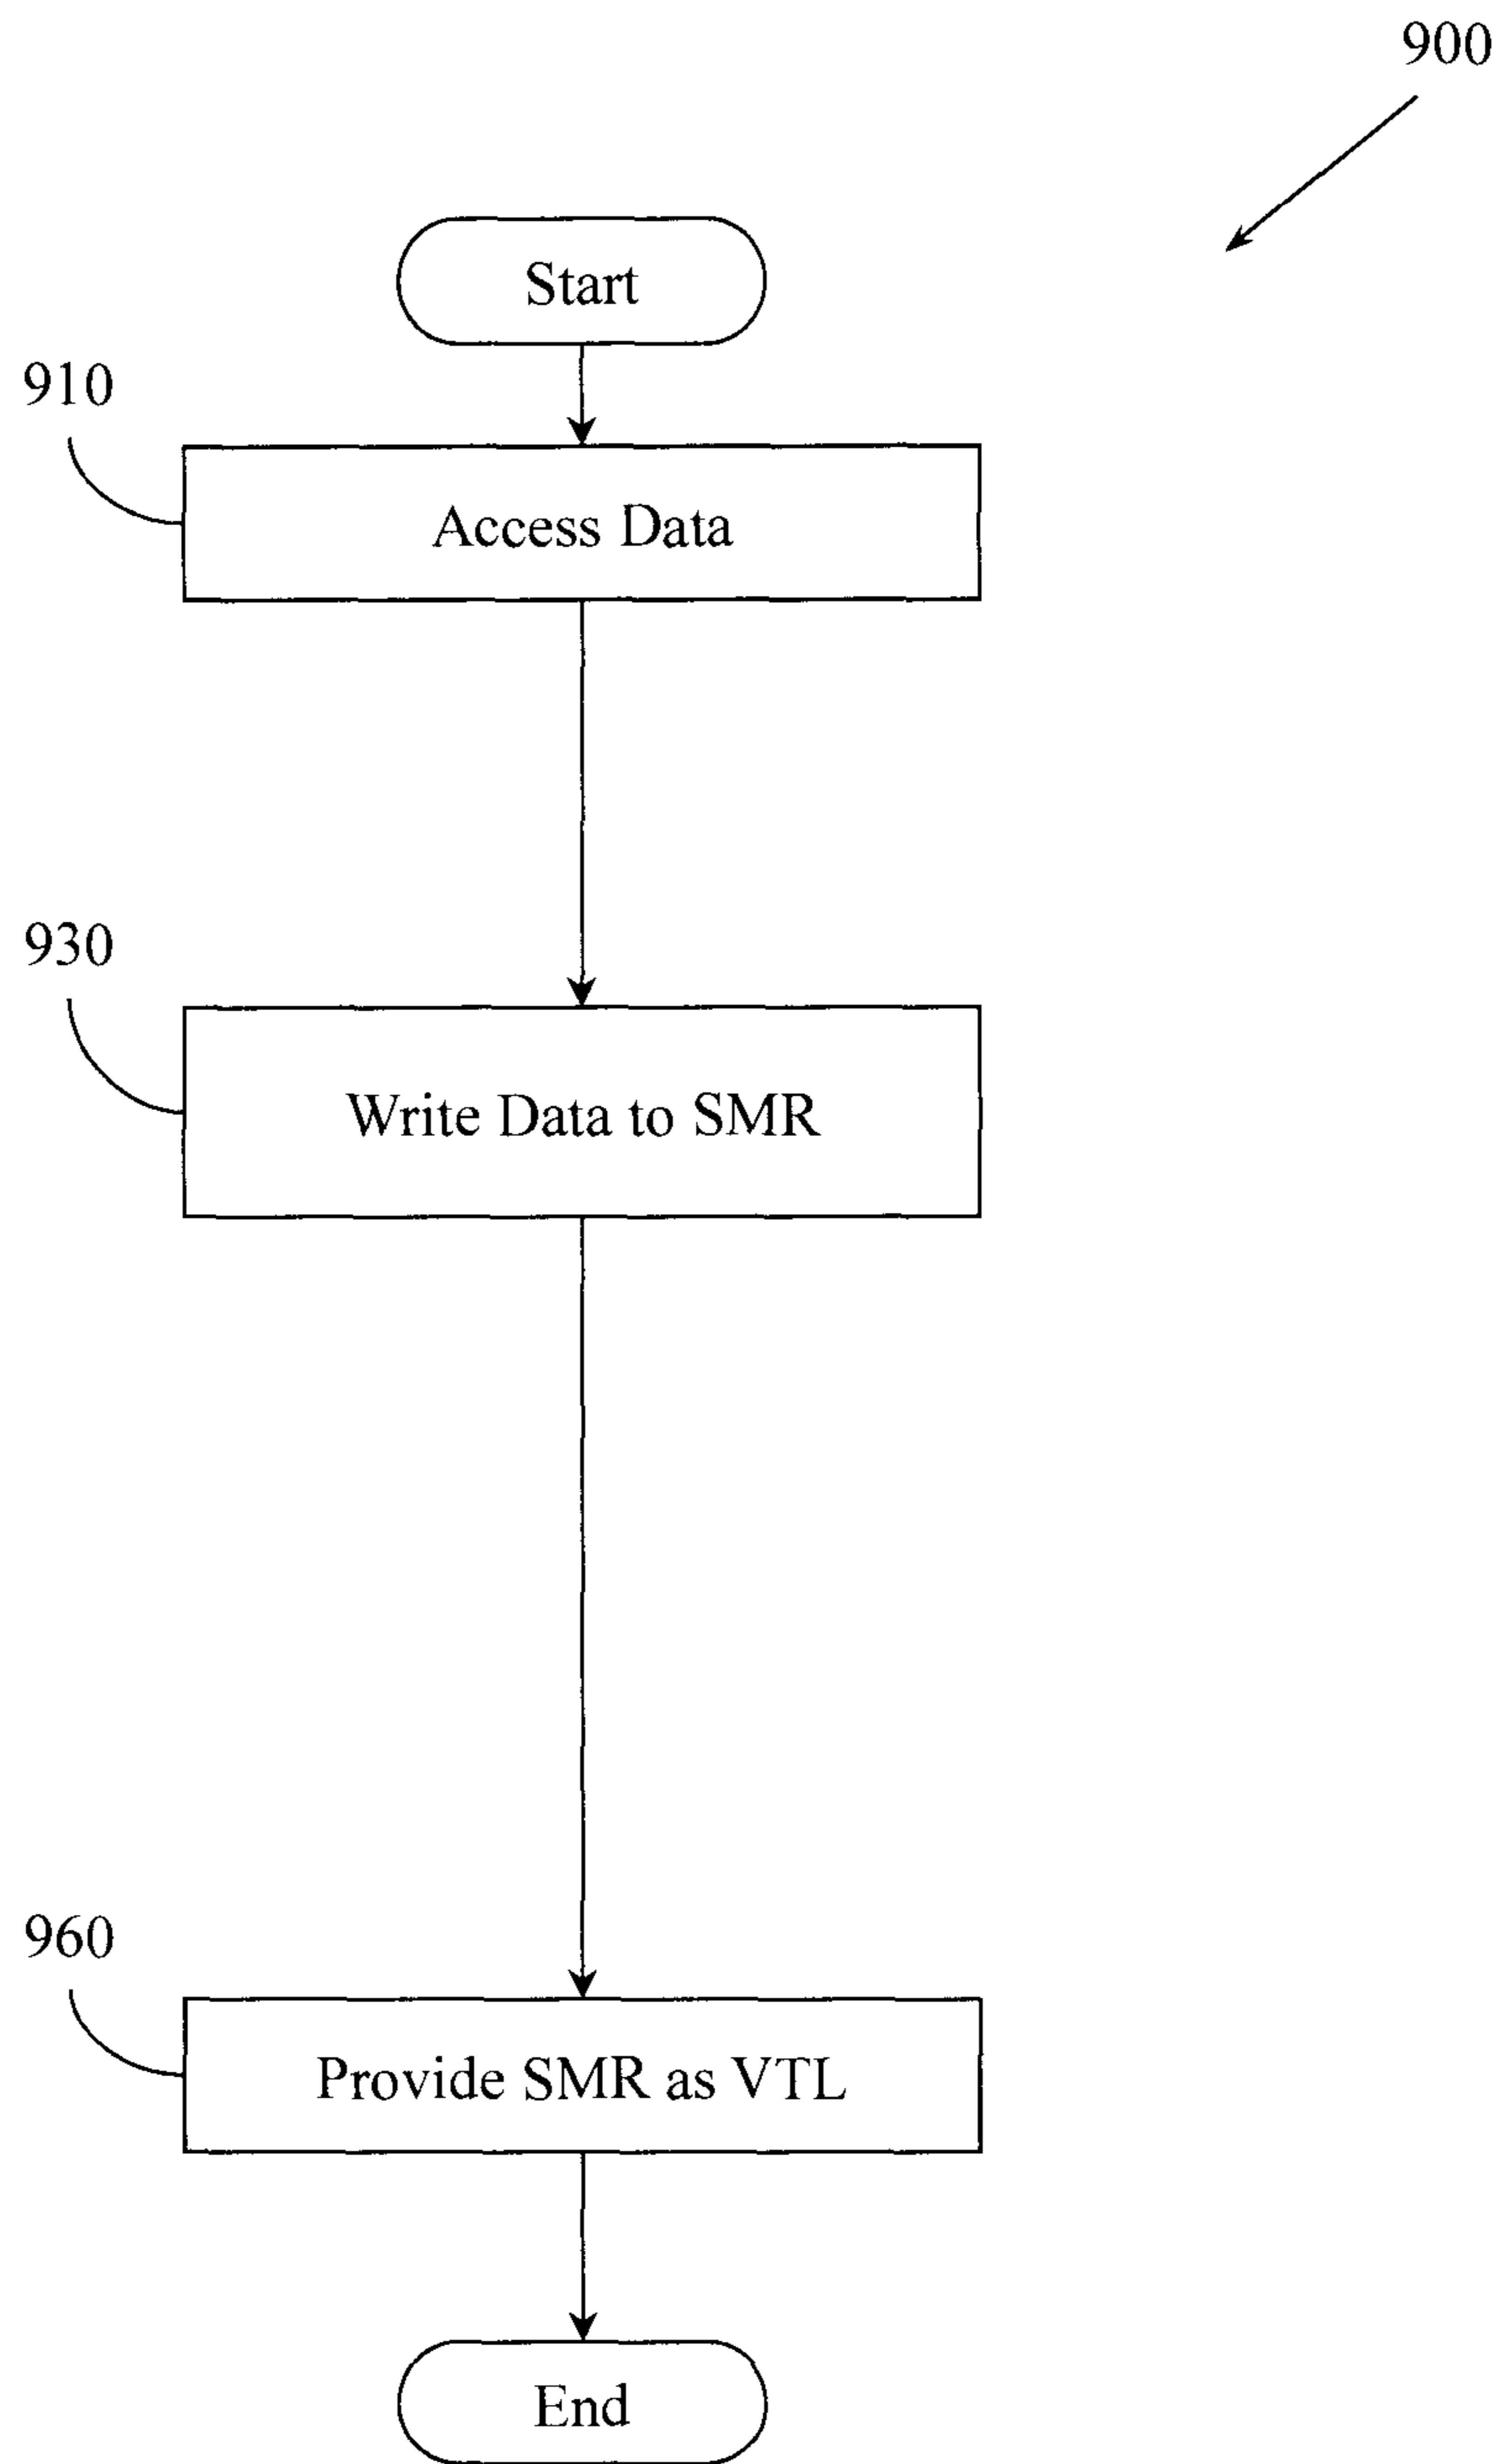 900
Start
910
Access Data
930
Write Data to SMR
960
Provide SMR as VTL
End